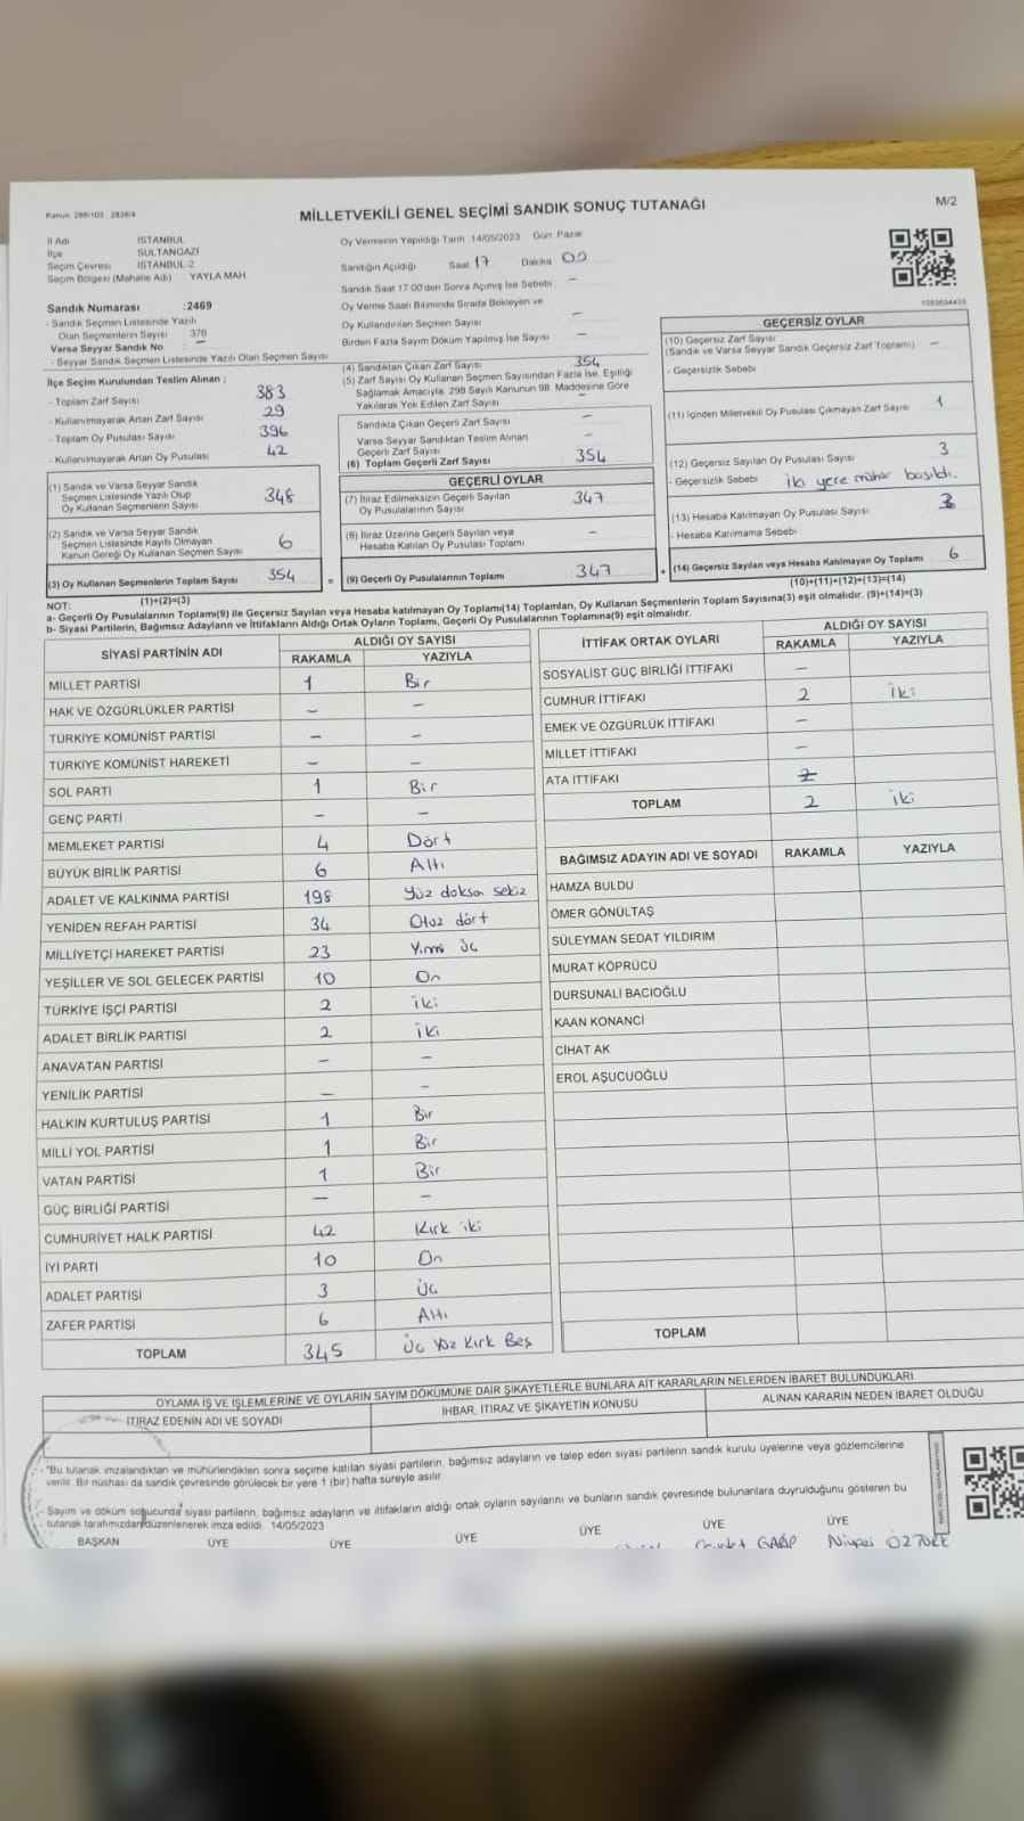 Kanun: 298/105 2839/4
MİLLETVEKİLİ GENEL SEÇİMİ SANDIK SONUÇ TUTANAĞI
M/2
İl Adı İSTANBUL
İlçe SULTANGAZİ
Seçim Çevresi İSTANBUL-2
Seçim Bölgesi (Mahalle Adı) YAYLA MAH.
Oy Vermenin Yapıldığı Tarih :14/05/2023 Gün: Pazar
Sandığın Açıldığı Saat 17 Dakika 00
Sandık Saat 17:00'den Sonra Açılmış İse Sebebi -
Oy Verme Saati Bitiminde Sırada Bekleyen ve
Oy Kullandırılan Seçmen Sayısı -
Birden Fazla Sayım Döküm Yapılmış İse Sayısı -
Sandık Numarası :2469
- Sandık Seçmen Listesinde Yazılı
Olan Seçmenlerin Sayısı 370
Varsa Seyyar Sandık No -
- Seyyar Sandık Seçmen Listesinde Yazılı Olan Seçmen Sayısı
İlçe Seçim Kurulundan Teslim Alınan :
- Toplam Zarf Sayısı 383
- Kullanılmayarak Artan Zarf Sayısı 29
- Toplam Oy Pusulası Sayısı 396
- Kullanılmayarak Artan Oy Pusulası 42
(4) Sandıktan Çıkan Zarf Sayısı 354
(5) Zarf Sayısı Oy Kullanan Seçmen Sayısından Fazla İse, Eşitliği
Sağlamak Amacıyla, 298 Sayılı Kanunun 98. Maddesine Göre
Yakılarak Yok Edilen Zarf Sayısı -
Sandıkta Çıkan Geçerli Zarf Sayısı -
Varsa Seyyar Sandıktan Teslim Alınan
Geçerli Zarf Sayısı -
(6) Toplam Geçerli Zarf Sayısı 354
GEÇERSİZ OYLAR
(10) Geçersiz Zarf Sayısı
(Sandık ve Varsa Seyyar Sandık Geçersiz Zarf Toplamı) -
- Geçersizlik Sebebi
(11) İçinden Milletvekili Oy Pusulası Çıkmayan Zarf Sayısı 1
(12) Geçersiz Sayılan Oy Pusulası Sayısı 3
- Geçersizlik Sebebi iki yere mühür basıldı.
(13) Hesaba Katılmayan Oy Pusulası Sayısı
- Hesaba Katılmama Sebebi
(14) Geçersiz Sayılan veya Hesaba Katılmayan Oy Toplamı 6
(10)+(11)+(12)+(13)=(14)
(1) Sandık ve Varsa Seyyar Sandık
Seçmen Listesinde Yazılı Olup
Oy Kullanan Seçmenlerin Sayısı 348
(2) Sandık ve Varsa Seyyar Sandık
Seçmen Listesinde Kayıtlı Olmayan
Kanun Gereği Oy Kullanan Seçmen Sayısı 6
(3) Oy Kullanan Seçmenlerin Toplam Sayısı 354
(1)+(2)=(3)
GEÇERLİ OYLAR
(7) İtiraz Edilmeksizin Geçerli Sayılan
Oy Pusulalarının Sayısı 347
(8) İtiraz Üzerine Geçerli Sayılan veya
Hesaba Katılan Oy Pusulası Toplamı -
= (9) Geçerli Oy Pusulalarının Toplamı 347 +
NOT:
a- Geçerli Oy Pusulalarının Toplamı(9) ile Geçersiz Sayılan veya Hesaba katılmayan Oy Toplamı(14) Toplamları, Oy Kullanan Seçmenlerin Toplam Sayısına(3) eşit olmalıdır. (9)+(14)=(3)
b- Siyasi Partilerin, Bağımsız Adayların ve İttifakların Aldığı Ortak Oyların Toplamı, Geçerli Oy Pusulalarının Toplamına(9) eşit olmalıdır.
SİYASİ PARTİNİN ADI ALDIĞI OY SAYISI
RAKAMLA YAZIYLA
MİLLET PARTİSİ 1 Bir
HAK VE ÖZGÜRLÜKLER PARTİSİ - -
TÜRKİYE KOMÜNİST PARTİSİ - -
TÜRKİYE KOMÜNİST HAREKETİ - -
SOL PARTİ 1 Bir
GENÇ PARTİ - -
MEMLEKET PARTİSİ 4 Dört
BÜYÜK BİRLİK PARTİSİ 6 Altı
ADALET VE KALKINMA PARTİSİ 198 Yüz doksan sekiz
YENİDEN REFAH PARTİSİ 34 Otuz dört
MİLLİYETÇİ HAREKET PARTİSİ 23 Yirmi üç
YEŞİLLER VE SOL GELECEK PARTİSİ 10 On
TÜRKİYE İŞÇİ PARTİSİ 2 iki
ADALET BİRLİK PARTİSİ 2 iki
ANAVATAN PARTİSİ - -
YENİLİK PARTİSİ - -
HALKIN KURTULUŞ PARTİSİ 1 Bir
MİLLİ YOL PARTİSİ 1 Bir
VATAN PARTİSİ 1 Bir
GÜÇ BİRLİĞİ PARTİSİ - -
CUMHURİYET HALK PARTİSİ 42 Kırk iki
İYİ PARTİ 10 On
ADALET PARTİSİ 3 Üç
ZAFER PARTİSİ 6 Altı
TOPLAM 345 Üç Yüz Kırk Beş
İTTİFAK ORTAK OYLARI ALDIĞI OY SAYISI
RAKAMLA YAZIYLA
SOSYALİST GÜÇ BİRLİĞİ İTTİFAKI -
CUMHUR İTTİFAKI 2 iki
EMEK VE ÖZGÜRLÜK İTTİFAKI -
MİLLET İTTİFAKI -
ATA İTTİFAKI 2
TOPLAM 2 iki
BAĞIMSIZ ADAYIN ADI VE SOYADI RAKAMLA YAZIYLA
HAMZA BULDU
ÖMER GÖNÜLTAŞ
SÜLEYMAN SEDAT YILDIRIM
MURAT KÖPRÜCÜ
DURSUNALİ BACIOĞLU
KAAN KONANCİ
CİHAT AK
EROL AŞUCUOĞLU
TOPLAM
OYLAMA İŞ VE İŞLEMLERİNE VE OYLARIN SAYIM DÖKÜMÜNE DAİR ŞİKAYETLERLE BUNLARA AİT KARARLARIN NELERDEN İBARET BULUNDUKLARI
İTİRAZ EDENİN ADI VE SOYADI İHBAR, İTİRAZ VE ŞİKAYETİN KONUSU ALINAN KARARIN NEDEN İBARET OLDUĞU
"Bu tutanak imzalandıktan ve mühürlendikten sonra seçime katılan siyasi partilerin, bağımsız adayların ve talep eden siyasi partilerin sandık kurulu üyelerine veya gözlemcilerine
verilir. Bir nüshası da sandık çevresinde görülecek bir yere 1 (bir) hafta süreyle asılır.
Sayım ve döküm sonucunda siyasi partilerin, bağımsız adayların ve ittifakların aldığı ortak oyların sayılarını ve bunların sandık çevresinde bulunanlara duyrulduğunu gösteren bu
tutanak tarafımızdan düzenlenerek imza edildi. 14/05/2023
BAŞKAN ÜYE ÜYE ÜYE ÜYE ÜYE ÜYE